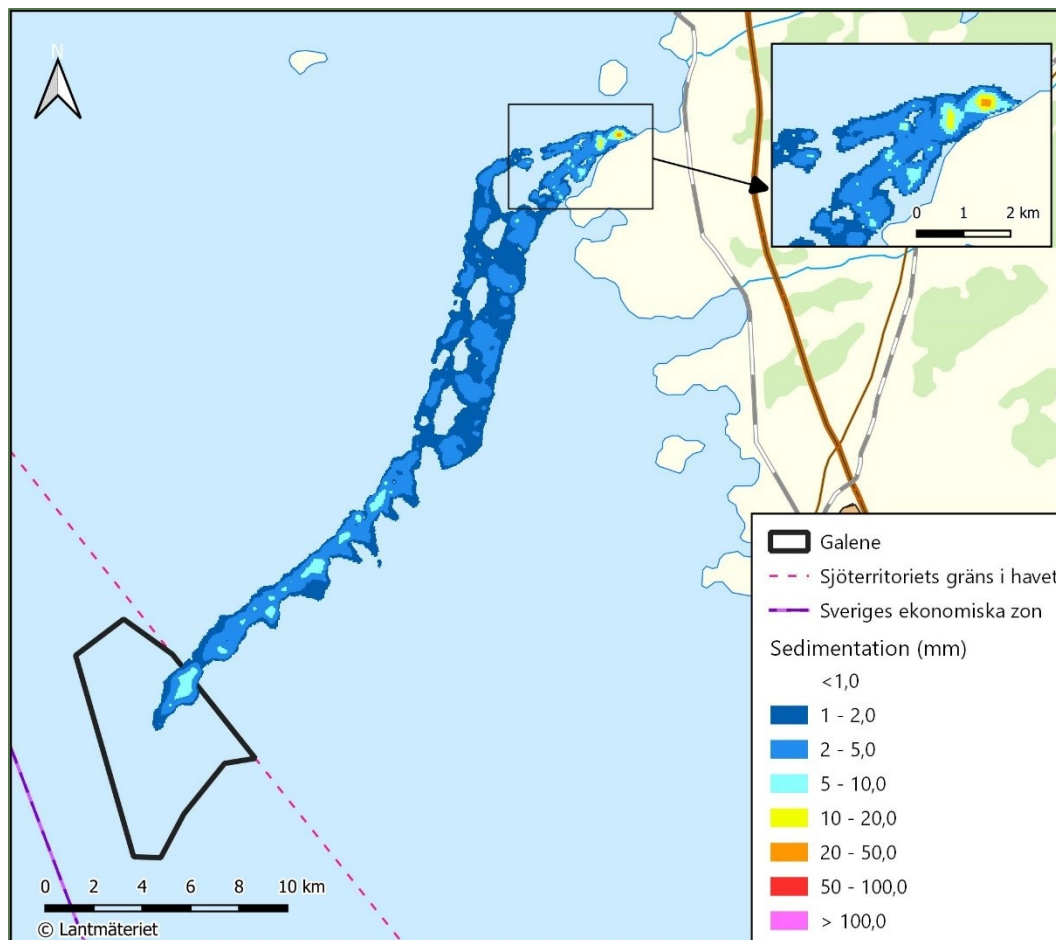 N
0 1 2 km
Galene
Sjöterritoriets gräns i havet
Sveriges ekonomiska zon
Sedimentation (mm)
<1,0
1 - 2,0
2 - 5,0
5 - 10,0
10 - 20,0
20 - 50,0
50 - 100,0
> 100,0
0 2 4 6 8 10 km
© Lantmäteriet